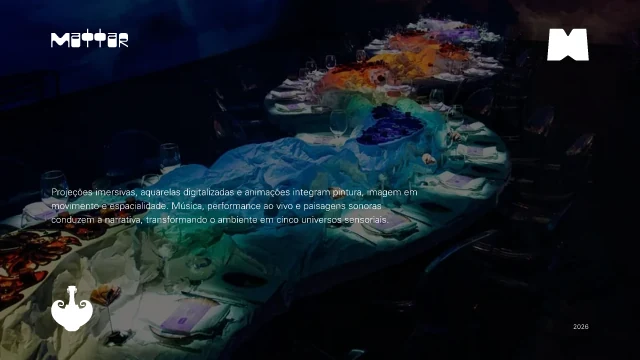 Mattar
Projeções imersivas, aquarelas digitalizadas e animações integram pintura, imagem em
movimento e espacialidade. Música, performance ao vivo e paisagens sonoras
conduzem a narrativa, transformando o ambiente em cinco universos sensoriais.
2026